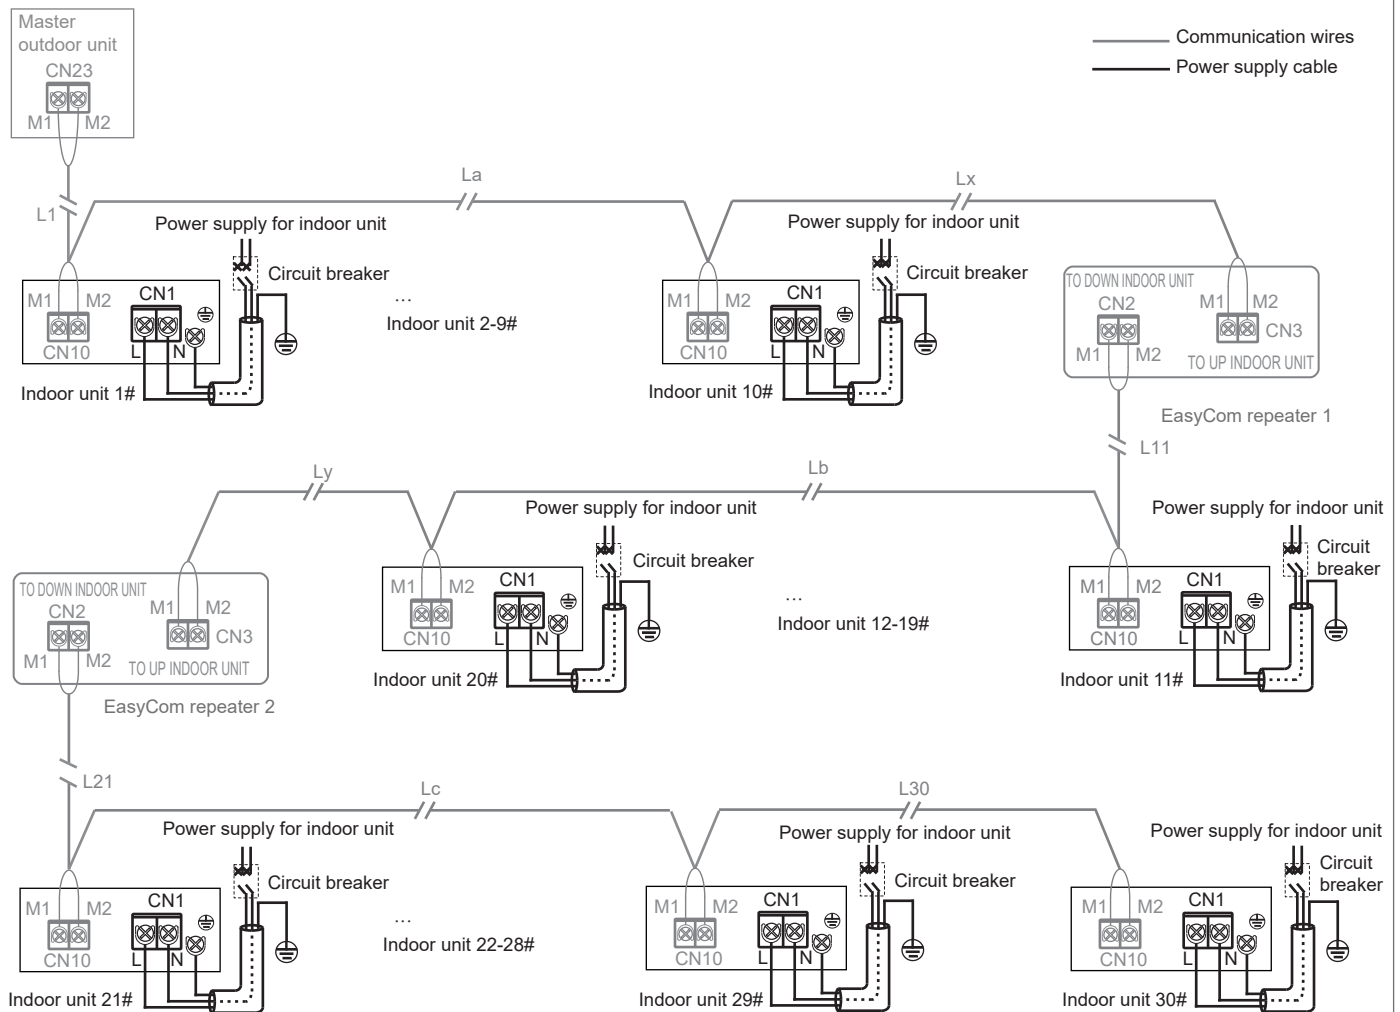 Master
outdoor unit
CN23
M1 M2
Communication wires
Power supply cable
La
Lx
L1
Power supply for indoor unit
Circuit breaker
M1 M2
CN1
CN10
L N
Indoor unit 1#
...
Indoor unit 2-9#
Power supply for indoor unit
Circuit breaker
M1 M2
CN1
CN10
L N
Indoor unit 10#
TO DOWN INDOOR UNIT
CN2
M1 M2
M1 M2
CN3
TO UP INDOOR UNIT
EasyCom repeater 1
L11
Ly
Lb
TO DOWN INDOOR UNIT
CN2
M1 M2
M1 M2
CN3
TO UP INDOOR UNIT
EasyCom repeater 2
Power supply for indoor unit
Circuit breaker
M1 M2
CN1
CN10
L N
Indoor unit 20#
...
Indoor unit 12-19#
Power supply for indoor unit
Circuit
breaker
M1 M2
CN1
CN10
L N
Indoor unit 11#
L21
Lc
L30
Power supply for indoor unit
Circuit breaker
M1 M2
CN1
CN10
L N
Indoor unit 21#
...
Indoor unit 22-28#
Power supply for indoor unit
Circuit breaker
M1 M2
CN1
CN10
L N
Indoor unit 29#
Power supply for indoor unit
Circuit
breaker
M1 M2
CN1
CN10
L N
Indoor unit 30#